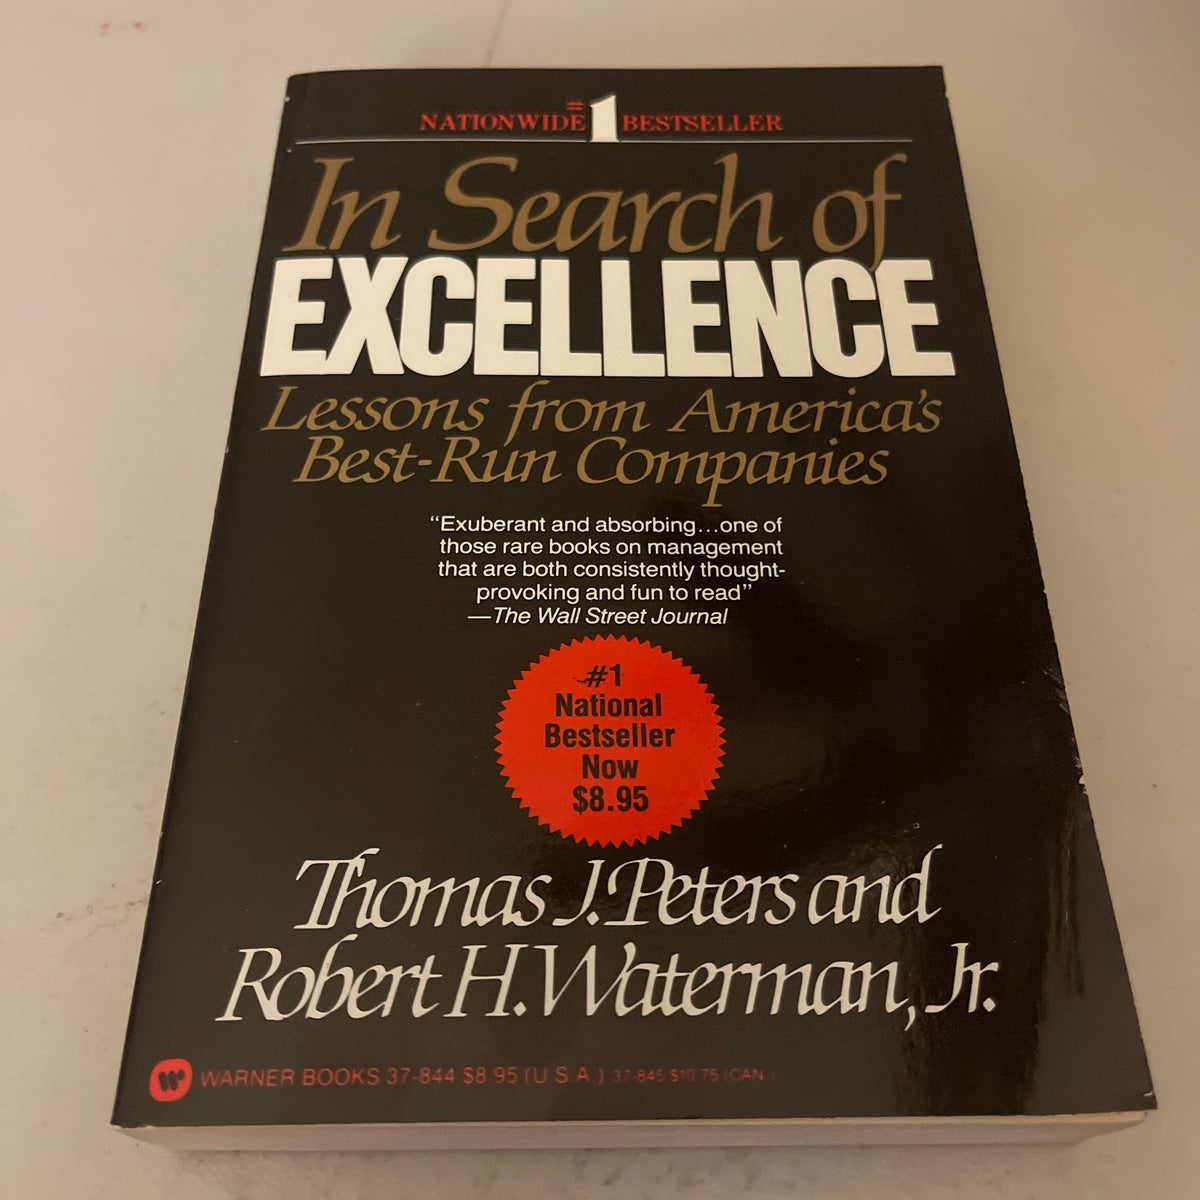 NATIONWIDE #1 BESTSELLER
In Search of
EXCELLENCE
Lessons from America's
Best-Run Companies
“Exuberant and absorbing...one of
those rare books on management
that are both consistently thought-
provoking and fun to read”
—The Wall Street Journal
#1
National
Bestseller
Now
$8.95
Thomas J. Peters and
Robert H. Waterman, Jr.
W WARNER BOOKS 37-844 $8 95 (U S A ) 37-845 $10 75 (CAN )